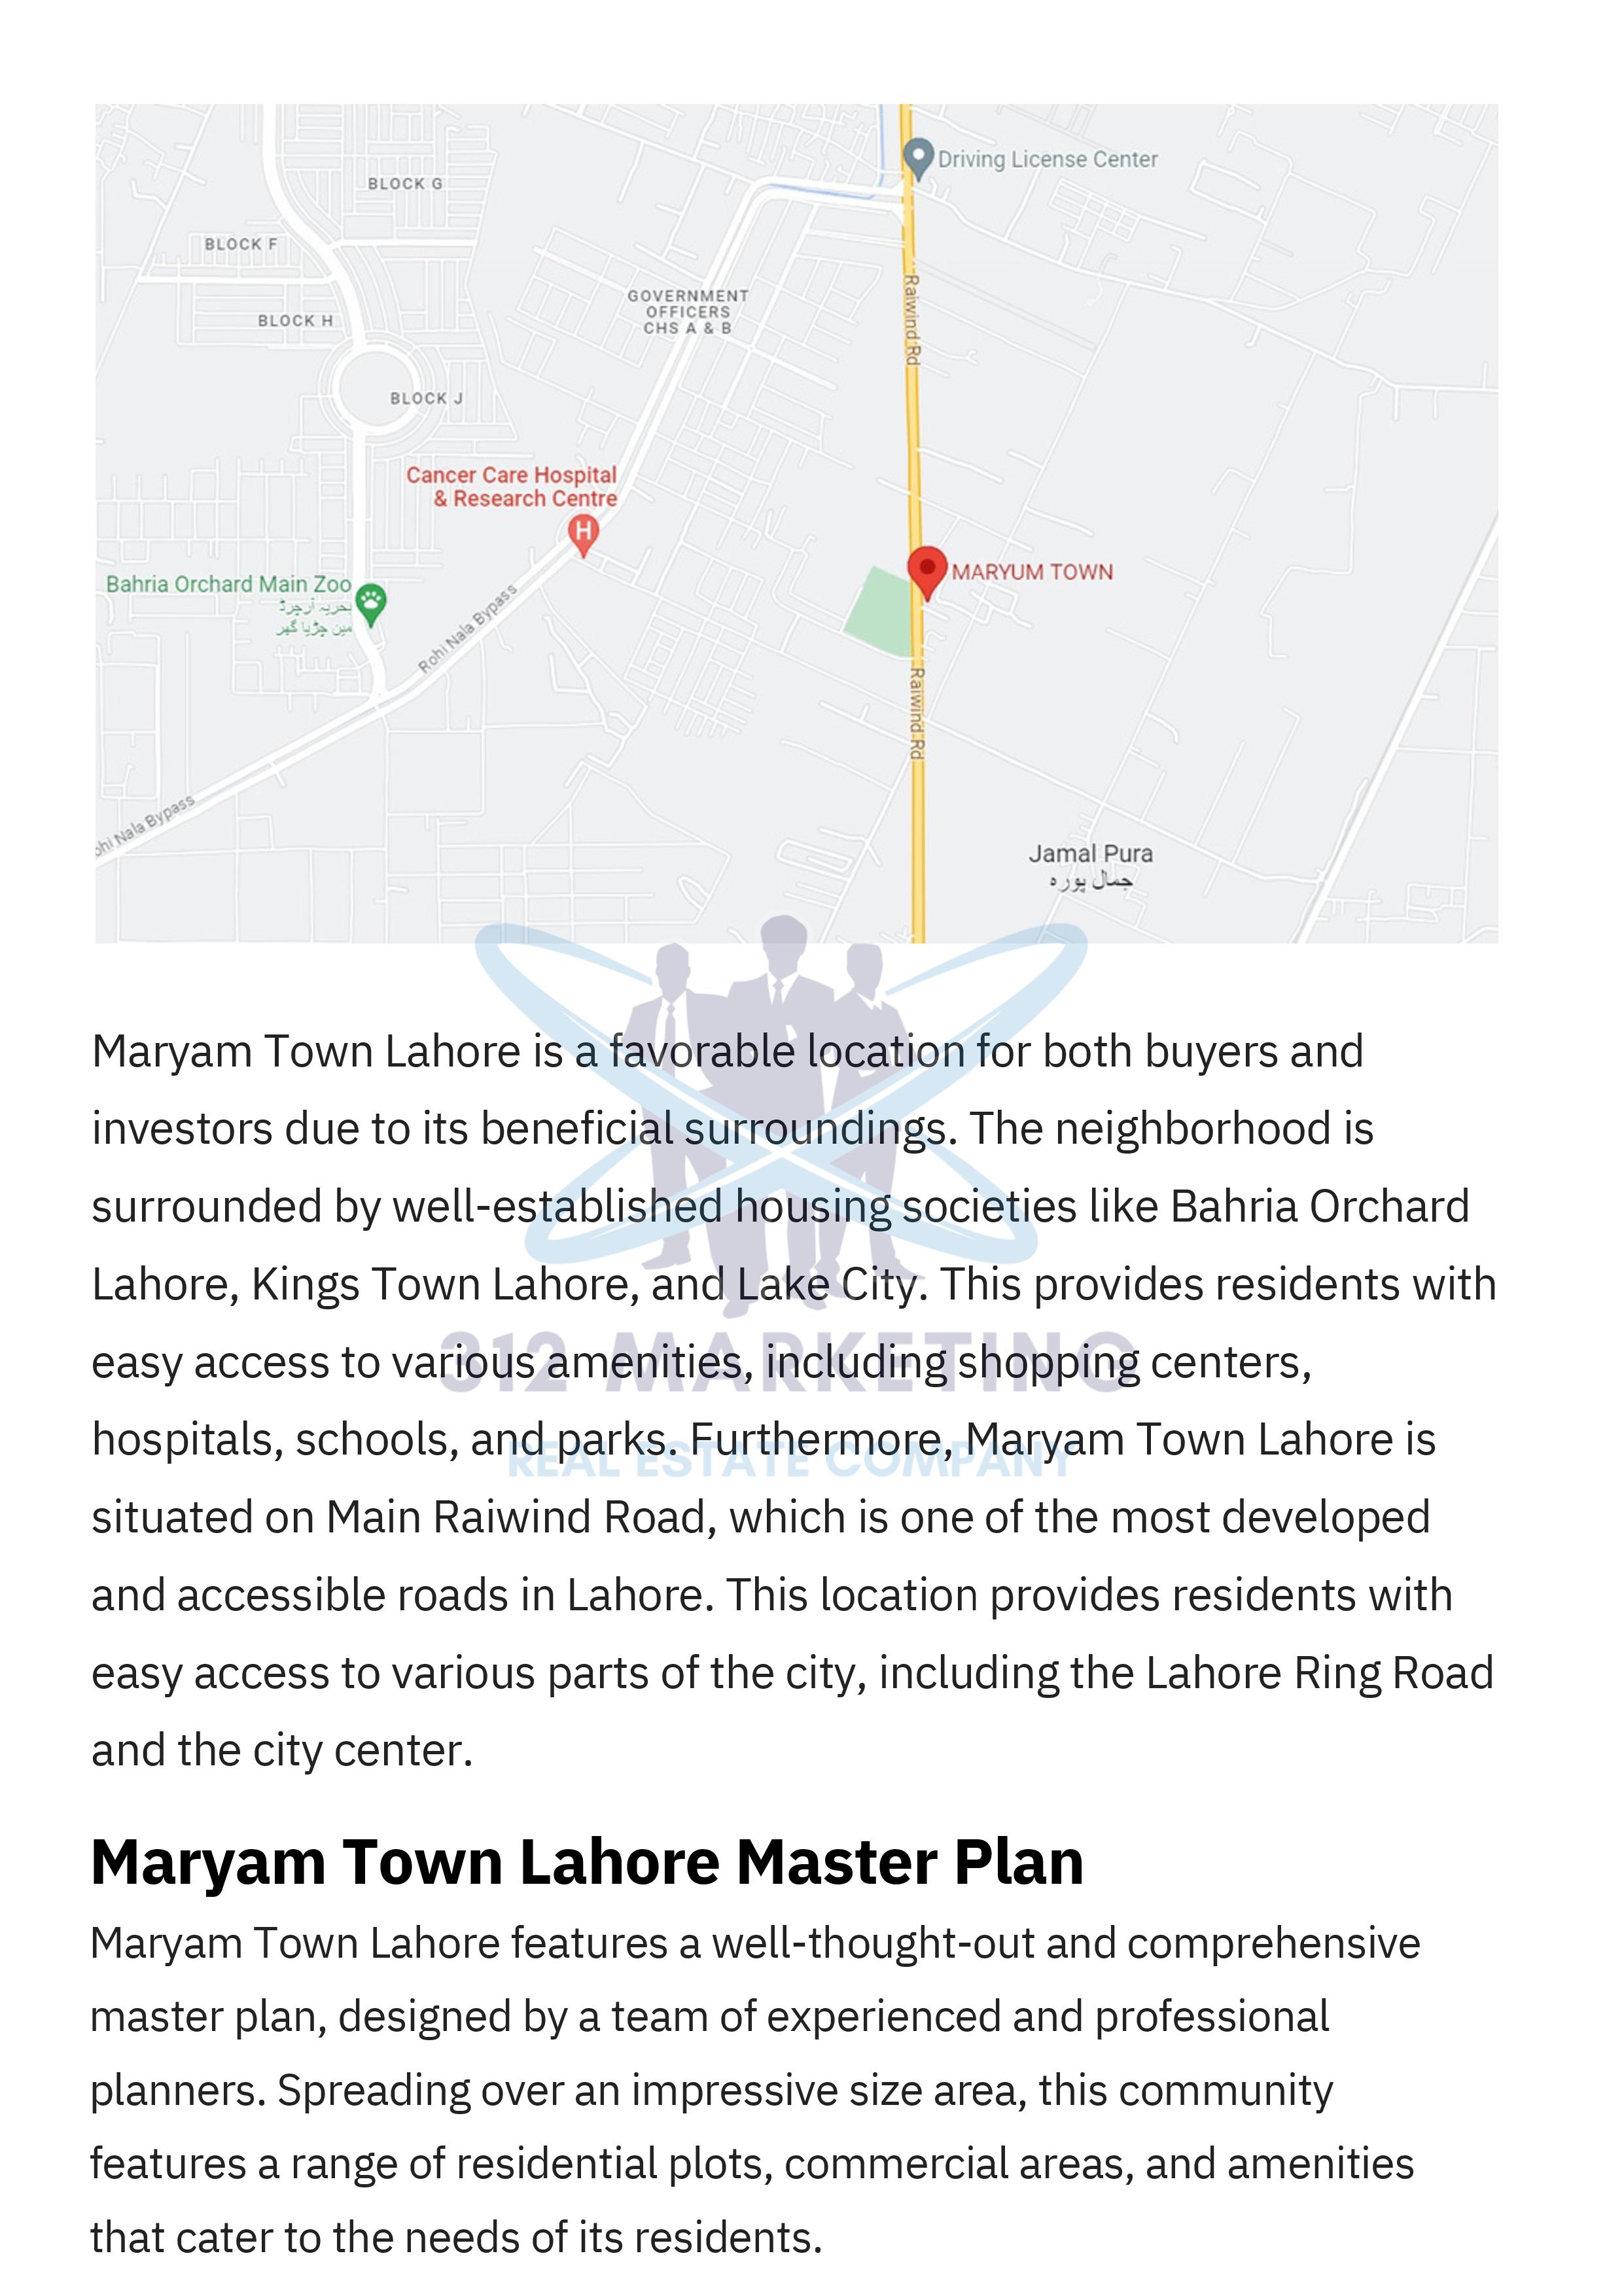 Driving License Center
BLOCK G
BLOCK F
GOVERNMENT
OFFICERS
CHS A & B
Raiwind Rd
BLOCK H
BLOCK J
Cancer Care Hospital
& Research Centre
H
MARYUM TOWN
Bahria Orchard Main Zoo
بحریہ آرچرڈ
مین چڑیا گھر
Rohi Nala Bypass
Raiwind Rd
ohi Nala Bypass
Jamal Pura
جمال پورہ
Maryam Town Lahore is a favorable location for both buyers and
investors due to its beneficial surroundings. The neighborhood is
surrounded by well-established housing societies like Bahria Orchard
Lahore, Kings Town Lahore, and Lake City. This provides residents with
easy access to various amenities, including shopping centers,
hospitals, schools, and parks. Furthermore, Maryam Town Lahore is
situated on Main Raiwind Road, which is one of the most developed
and accessible roads in Lahore. This location provides residents with
easy access to various parts of the city, including the Lahore Ring Road
and the city center.
312 MARKETING
REAL ESTATE COMPANY
Maryam Town Lahore Master Plan
Maryam Town Lahore features a well-thought-out and comprehensive
master plan, designed by a team of experienced and professional
planners. Spreading over an impressive size area, this community
features a range of residential plots, commercial areas, and amenities
that cater to the needs of its residents.